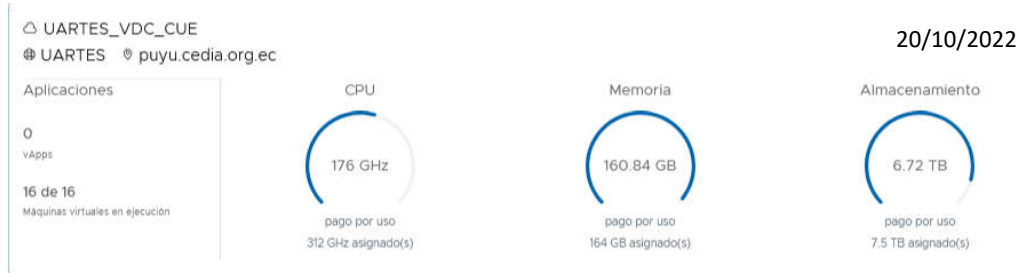 UARTES_VDC_CUE
UARTES puyu.cedia.org.ec
20/10/2022
Aplicaciones
0
vApps
16 de 16
Máquinas virtuales en ejecución
CPU
176 GHz
pago por uso
312 GHz asignado(s)
Memoria
160.84 GB
pago por uso
164 GB asignado(s)
Almacenamiento
6.72 TB
pago por uso
7.5 TB asignado(s)